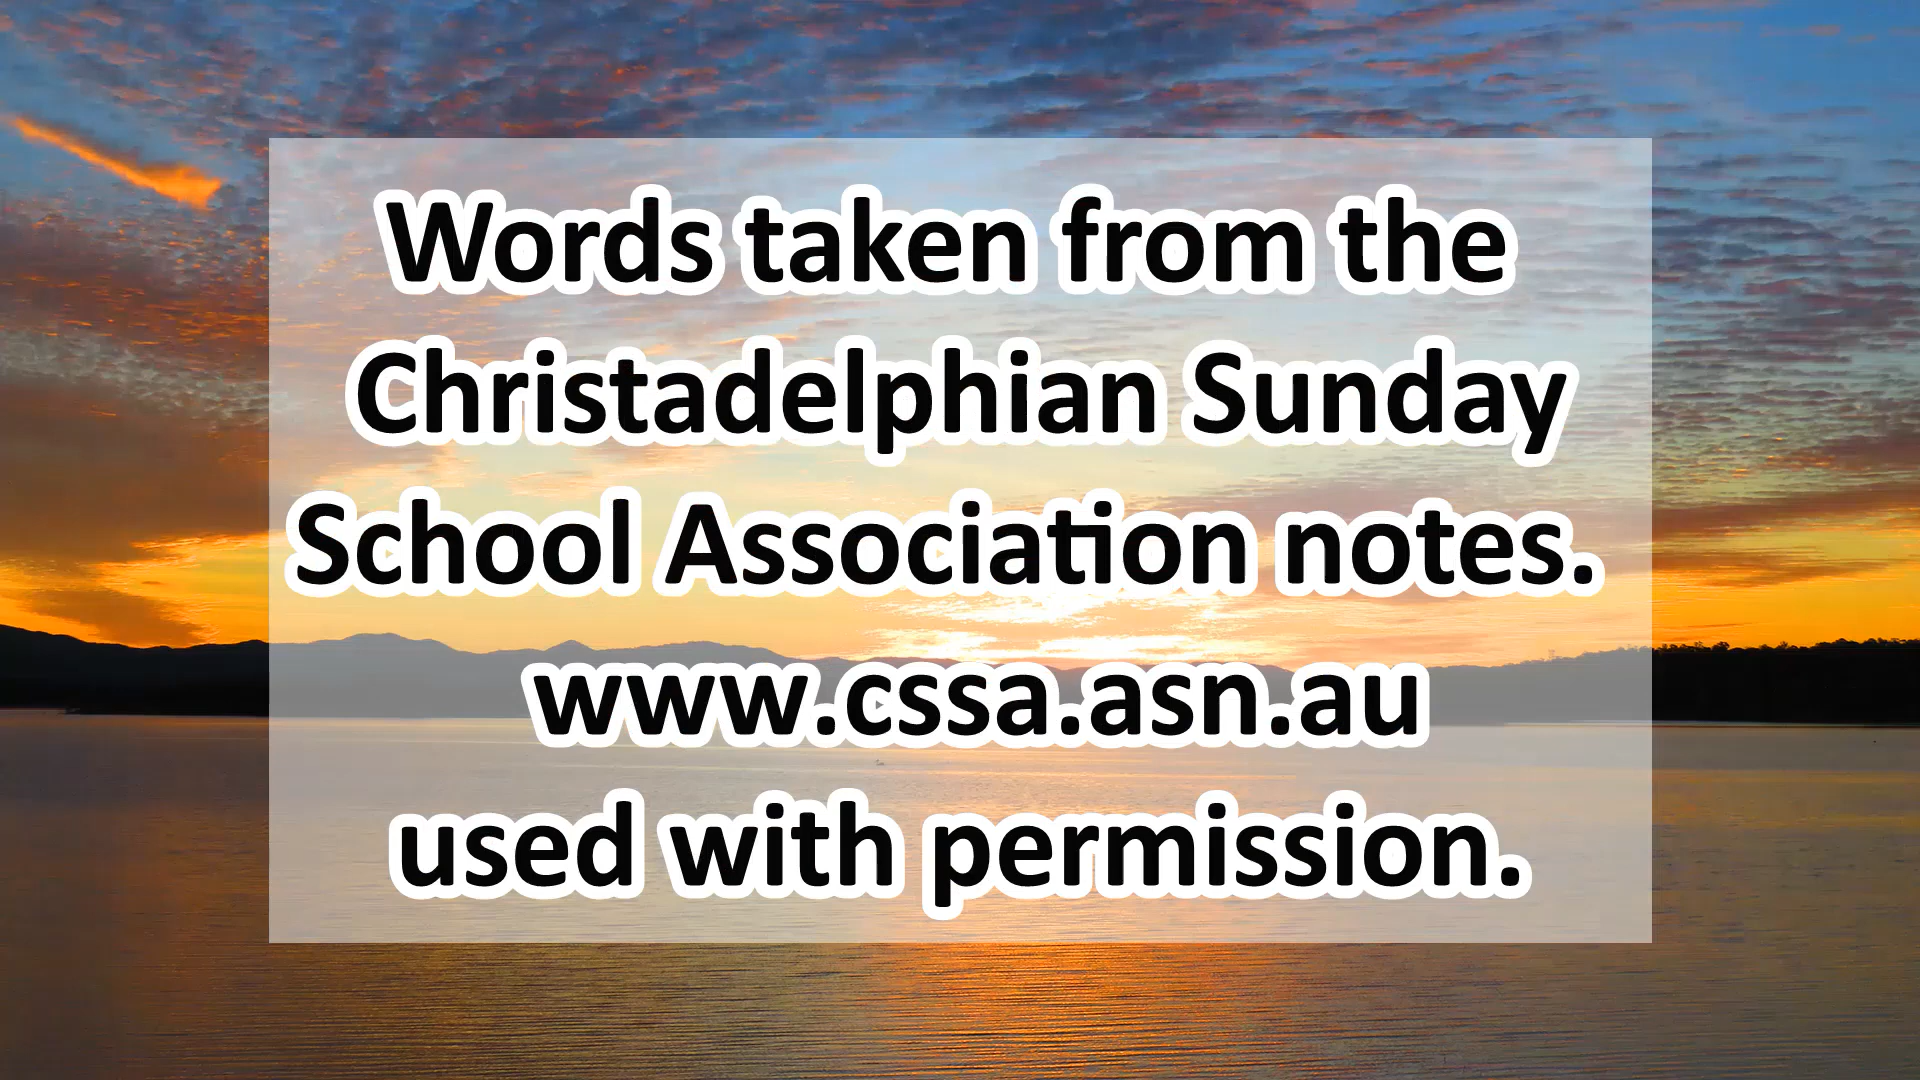 Words taken from the
Christadelphian Sunday
School Association notes.
www.cssa.asn.au
used with permission.